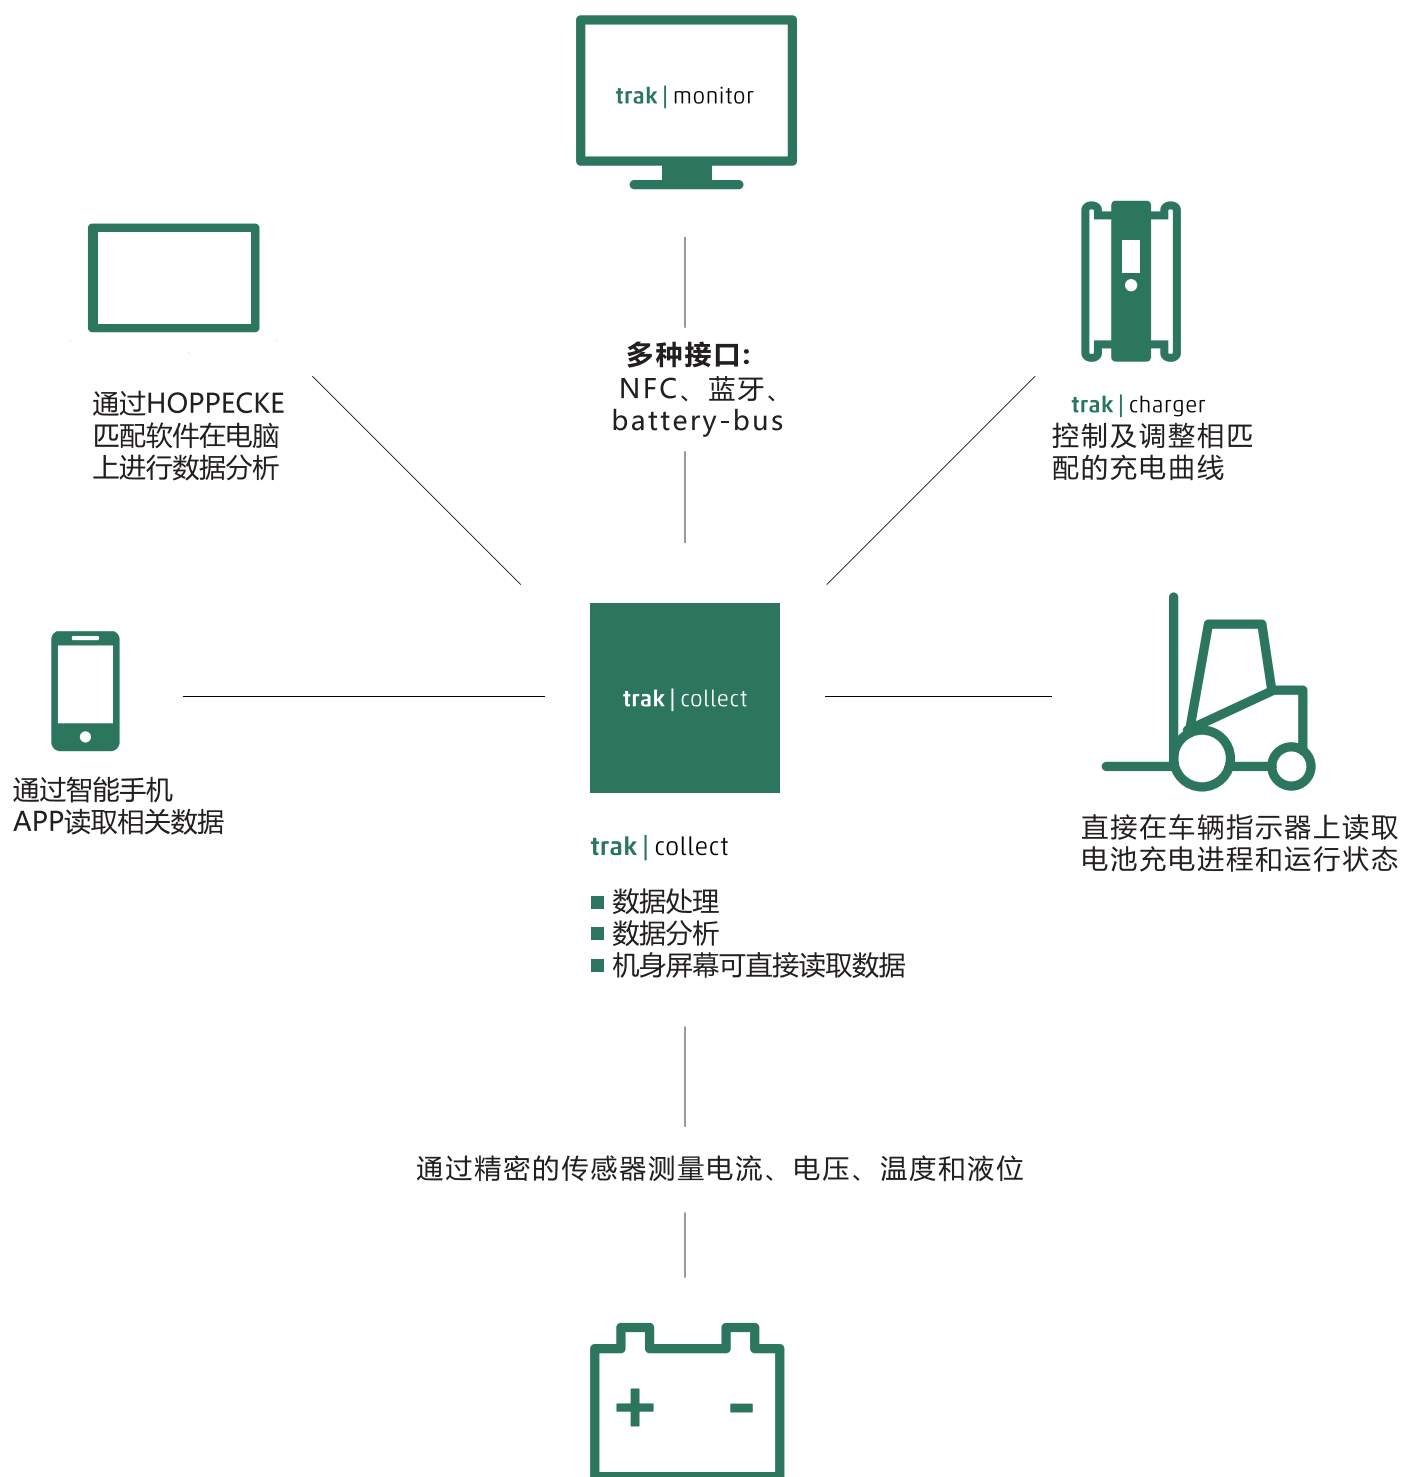 trak | monitor
多种接口:
NFC、蓝牙、
battery-bus
通过HOPPECKE
匹配软件在电脑
上进行数据分析
trak | charger
控制及调整相匹
配的充电曲线
trak | collect
通过智能手机
APP读取相关数据
直接在车辆指示器上读取
电池充电进程和运行状态
trak | collect
■ 数据处理
■ 数据分析
■ 机身屏幕可直接读取数据
通过精密的传感器测量电流、电压、温度和液位
+ -